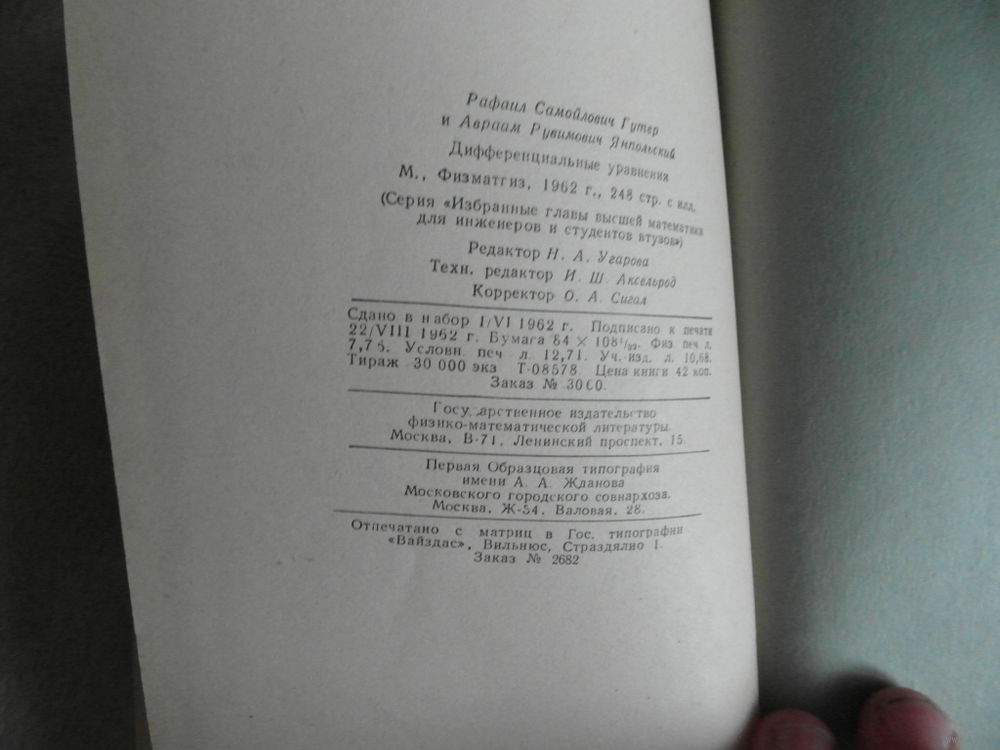 Рафаил Самойлович Гутер
и Авраам Рувимович Янпольский
Дифференциальные уравнения
М., Физматгиз, 1962 г., 248 стр. с илл.
(Серия «Избранные главы высшей математики
для инженеров и студентов втузов»)
Редактор Н. А. Угарова
Техн. редактор И. Ш. Аксельрод
Корректор О. А. Сигал
Сдано в набор 1/VI 1962 г. Подписано к печати
22/VIII 1962 г. Бумага 84 × 108¹/₃₂. Физ. печ л.
7,75. Условн. печ л. 12,71. Уч.-изд. л. 10,68.
Тираж 30 000 экз Т-08578. Цена книги 42 коп.
Заказ № 3060.
Государственное издательство
физико-математической литературы.
Москва, В-71, Ленинский проспект, 15.
Первая Образцовая типография
имени А. А. Жданова
Московского городского совнархоза.
Москва, Ж-54, Валовая, 28.
Отпечатано с матриц в Гос. типографии
«Вайздас», Вильнюс, Страздялио 1.
Заказ № 2682